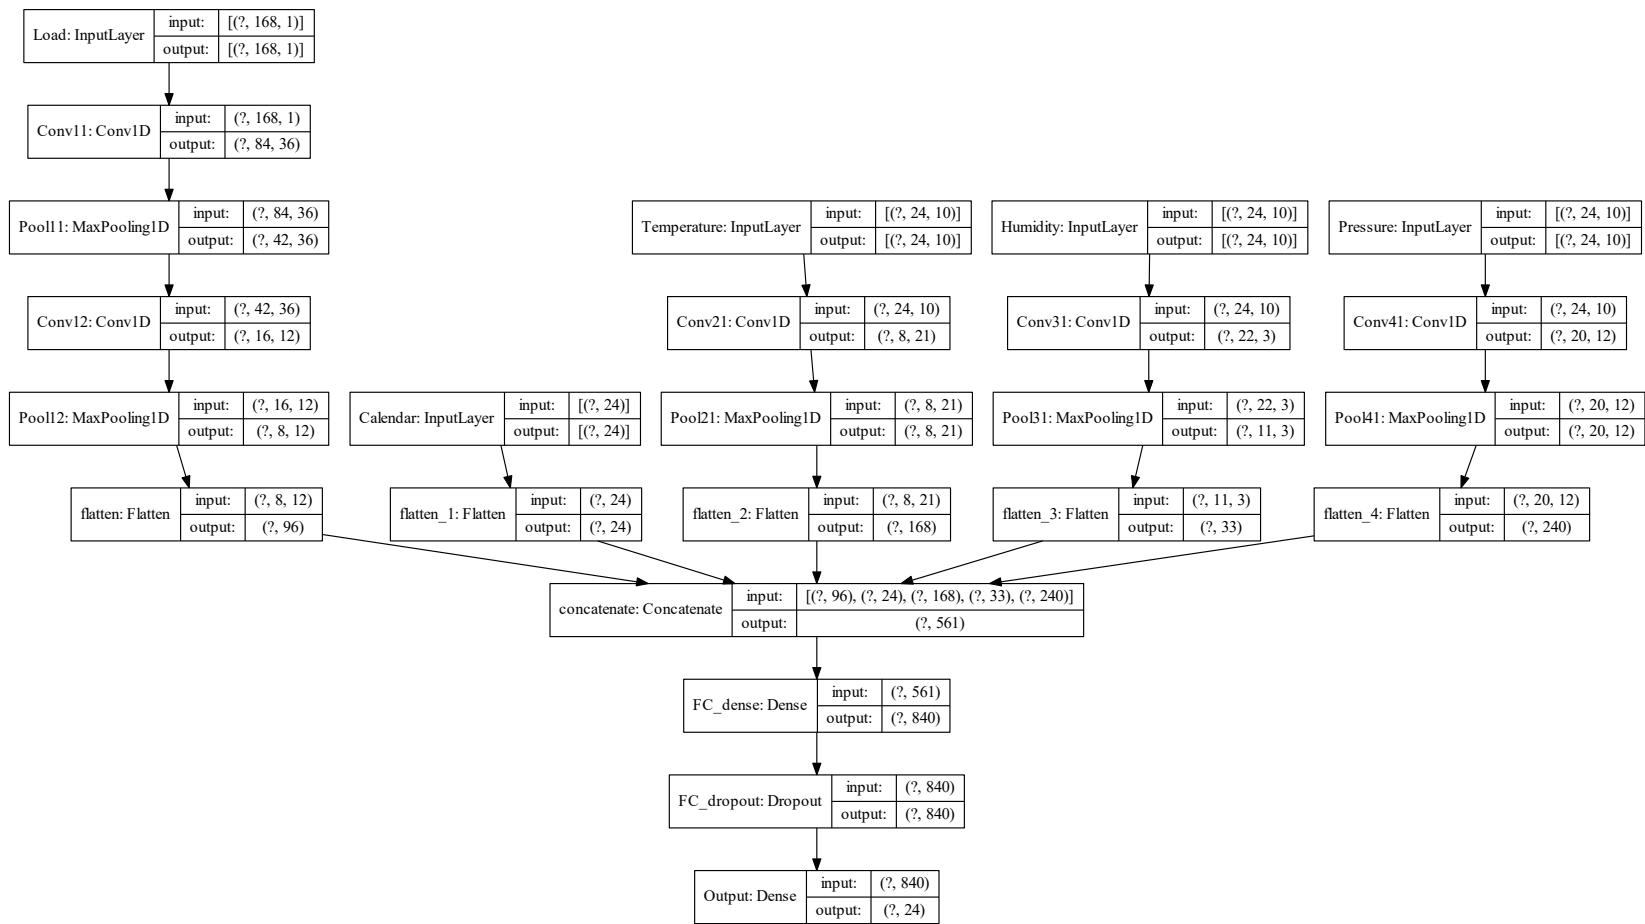 Load: InputLayer
input: [(?, 168, 1)]
output: [(?, 168, 1)]
Conv11: Conv1D
input: (?, 168, 1)
output: (?, 84, 36)
Pool11: MaxPooling1D
input: (?, 84, 36)
output: (?, 42, 36)
Temperature: InputLayer
input: [(?, 24, 10)]
output: [(?, 24, 10)]
Humidity: InputLayer
input: [(?, 24, 10)]
output: [(?, 24, 10)]
Pressure: InputLayer
input: [(?, 24, 10)]
output: [(?, 24, 10)]
Conv12: Conv1D
input: (?, 42, 36)
output: (?, 16, 12)
Conv21: Conv1D
input: (?, 24, 10)
output: (?, 8, 21)
Conv31: Conv1D
input: (?, 24, 10)
output: (?, 22, 3)
Conv41: Conv1D
input: (?, 24, 10)
output: (?, 20, 12)
Pool12: MaxPooling1D
input: (?, 16, 12)
output: (?, 8, 12)
Calendar: InputLayer
input: [(?, 24)]
output: [(?, 24)]
Pool21: MaxPooling1D
input: (?, 8, 21)
output: (?, 8, 21)
Pool31: MaxPooling1D
input: (?, 22, 3)
output: (?, 11, 3)
Pool41: MaxPooling1D
input: (?, 20, 12)
output: (?, 20, 12)
flatten: Flatten
input: (?, 8, 12)
output: (?, 96)
flatten_1: Flatten
input: (?, 24)
output: (?, 24)
flatten_2: Flatten
input: (?, 8, 21)
output: (?, 168)
flatten_3: Flatten
input: (?, 11, 3)
output: (?, 33)
flatten_4: Flatten
input: (?, 20, 12)
output: (?, 240)
concatenate: Concatenate
input: [(?, 96), (?, 24), (?, 168), (?, 33), (?, 240)]
output: (?, 561)
FC_dense: Dense
input: (?, 561)
output: (?, 840)
FC_dropout: Dropout
input: (?, 840)
output: (?, 840)
Output: Dense
input: (?, 840)
output: (?, 24)